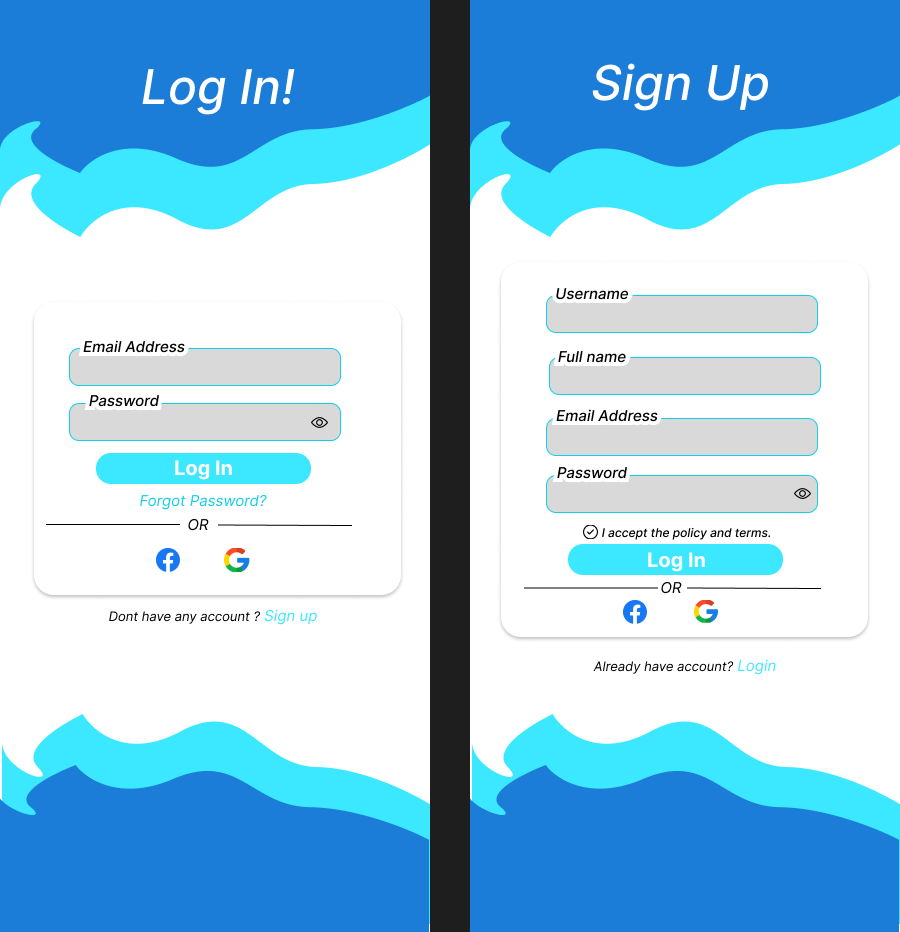 Log In!
Email Address
Password
Log In
Forgot Password?
OR
Dont have any account ? Sign up
Sign Up
Username
Full name
Email Address
Password
I accept the policy and terms.
Log In
OR
Already have account? Login